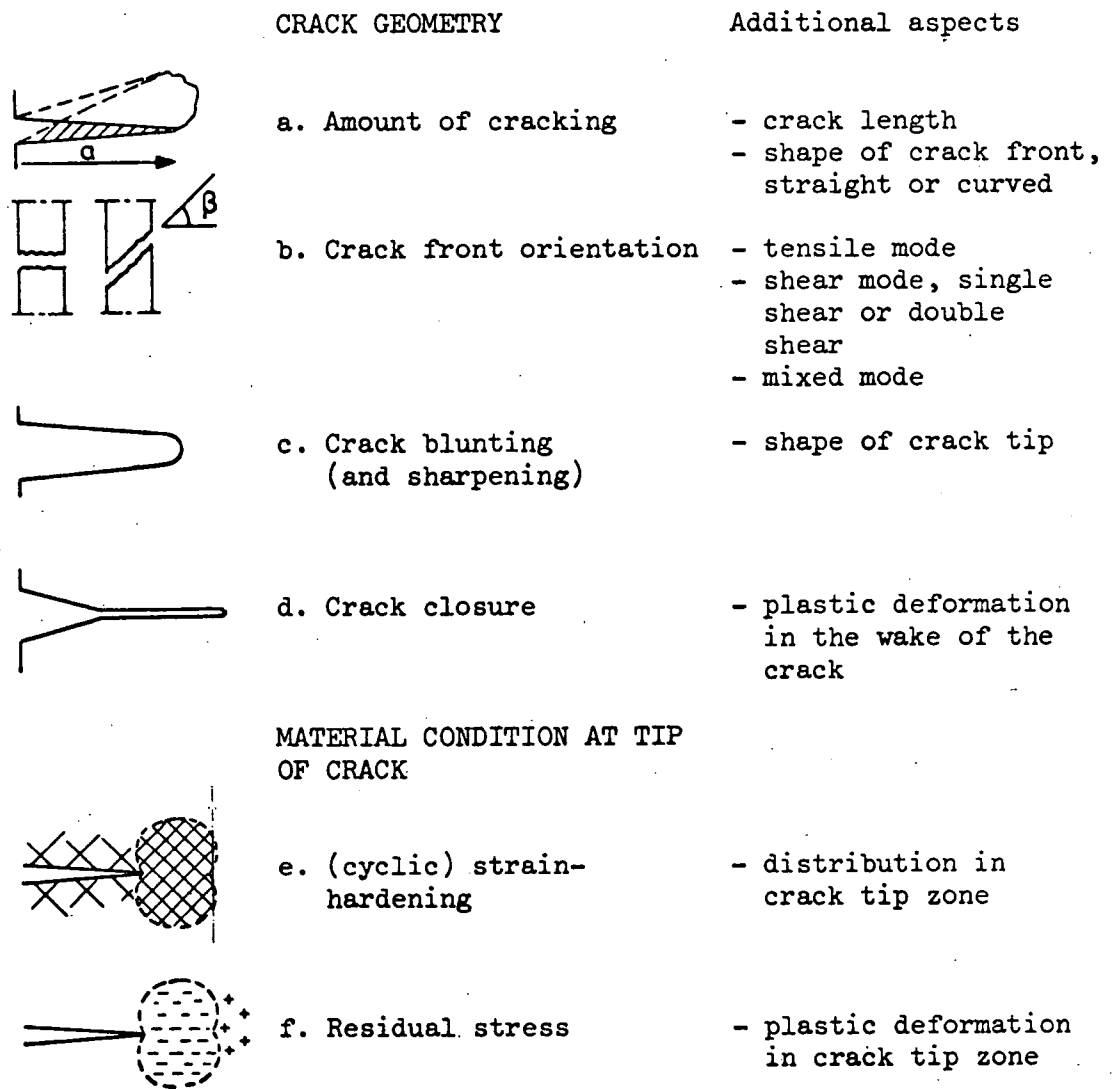 CRACK GEOMETRY Additional aspects
a. Amount of cracking - crack length
- shape of crack front,
straight or curved
a
β
b. Crack front orientation - tensile mode
- shear mode, single
shear or double
shear
- mixed mode
c. Crack blunting - shape of crack tip
(and sharpening)
d. Crack closure - plastic deformation
in the wake of the
crack
MATERIAL CONDITION AT TIP
OF CRACK
e. (cyclic) strain- - distribution in
hardening crack tip zone
f. Residual stress - plastic deformation
in crack tip zone